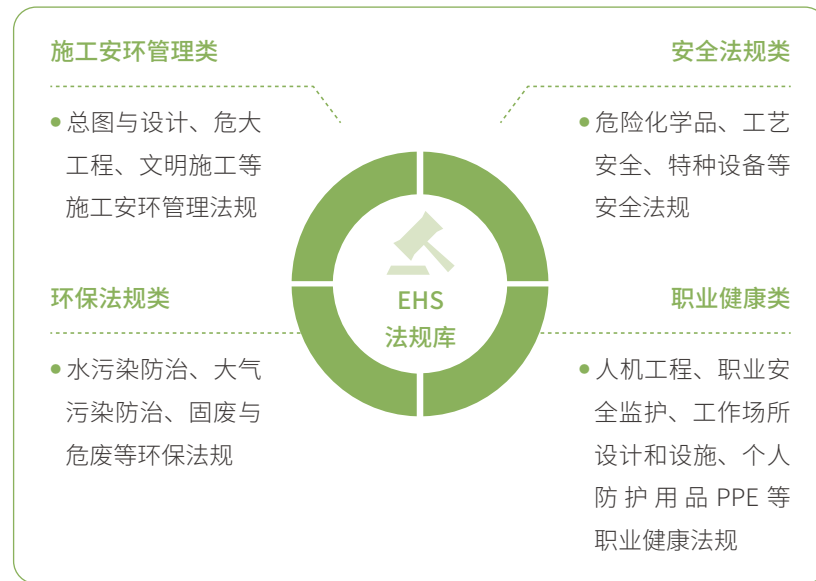 施工安环管理类
总图与设计、危大
工程、文明施工等
施工安环管理法规
安全法规类
危险化学品、工艺
安全、特种设备等
安全法规
EHS
法规库
环保法规类
水污染防治、大气
污染防治、固废与
危废等环保法规
职业健康类
人机工程、职业安
全监护、工作场所
设计和设施、个人
防护用品 PPE 等
职业健康法规